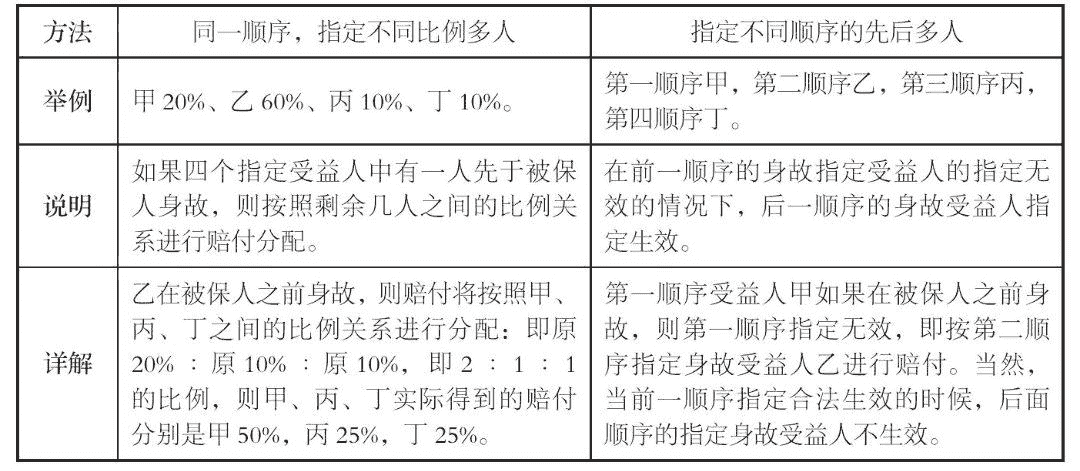 方法
同一顺序，指定不同比例多人
指定不同顺序的先后多人
举例
甲 20%、乙 60%、丙 10%、丁 10%。
第一顺序甲，第二顺序乙，第三顺序丙，
第四顺序丁。
说明
如果四个指定受益人中有一人先于被保
人身故，则按照剩余几人之间的比例关
系进行赔付分配。
在前一顺序的身故指定受益人的指定无
效的情况下，后一顺序的身故受益人指
定生效。
详解
乙在被保人之前身故，则赔付将按照甲、
丙、丁之间的比例关系进行分配：即原
20% ：原 10% ：原 10%，即 2 ：1 ：1
的比例，则甲、丙、丁实际得到的赔付
分别是甲 50%，丙 25%，丁 25%。
第一顺序受益人甲如果在被保人之前身
故，则第一顺序指定无效，即按第二顺
序指定身故受益人乙进行赔付。当然，
当前一顺序指定合法生效的时候，后面
顺序的指定身故受益人不生效。